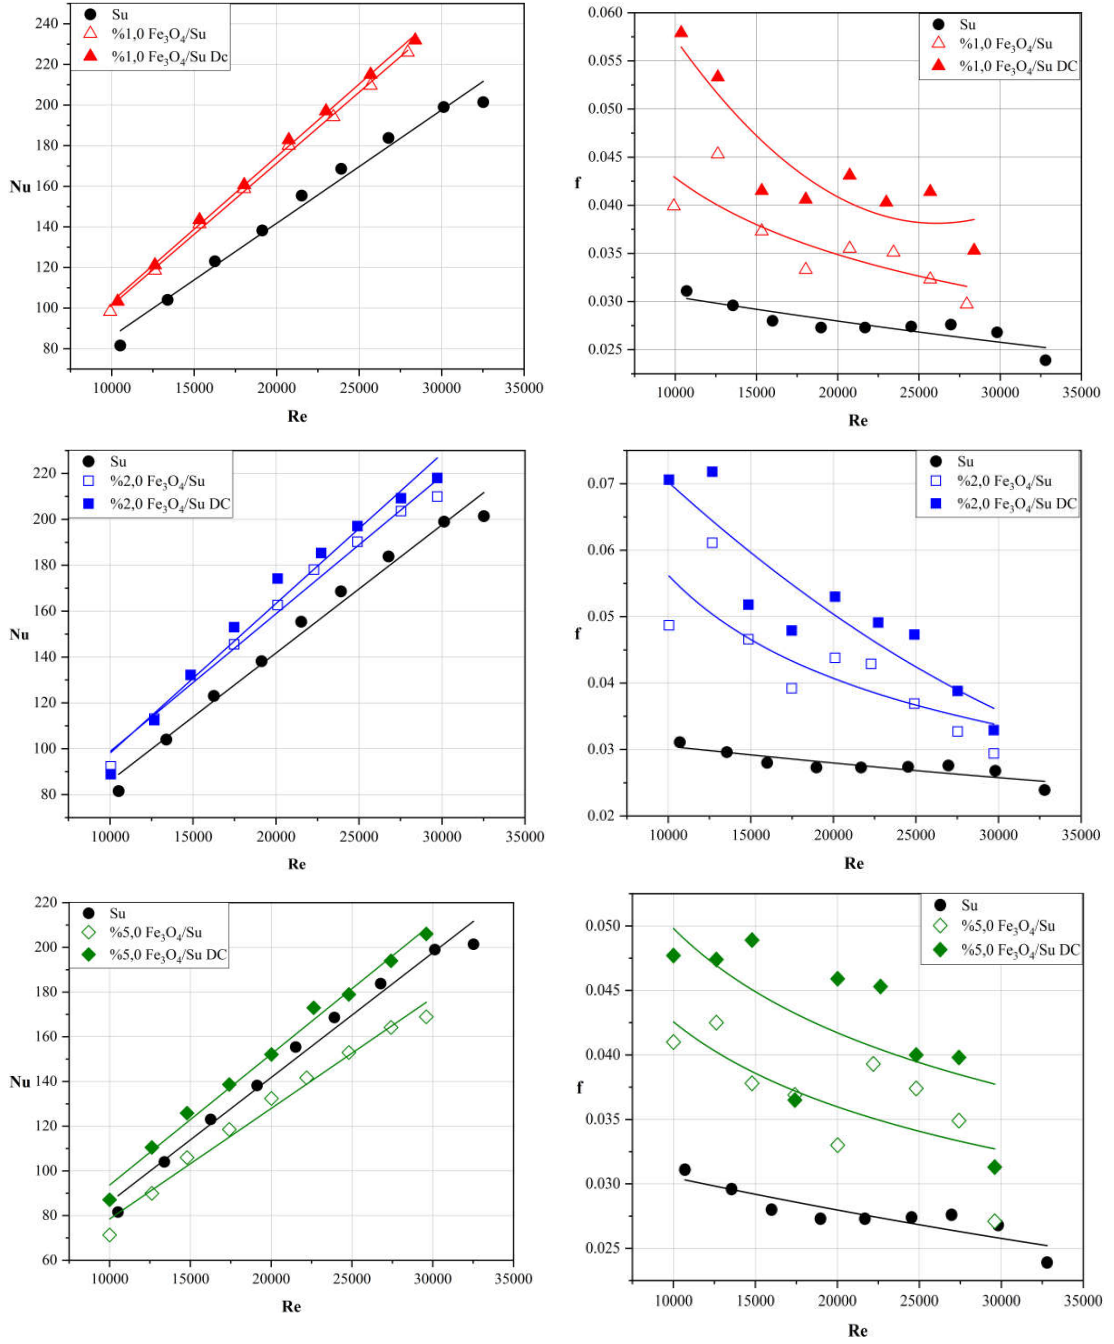 Su
%1,0 Fe₃O₄/Su
%1,0 Fe₃O₄/Su Dc
240
220
200
180
160
140
120
100
80
Nu
10000 15000 20000 25000 30000 35000
Re
Su
%1,0 Fe₃O₄/Su
%1,0 Fe₃O₄/Su DC
0.060
0.055
0.050
0.045
0.040
0.035
0.030
0.025
f
10000 15000 20000 25000 30000 35000
Re
Su
%2,0 Fe₃O₄/Su
%2,0 Fe₃O₄/Su DC
220
200
180
160
140
120
100
80
Nu
10000 15000 20000 25000 30000 35000
Re
Su
%2,0 Fe₃O₄/Su
%2,0 Fe₃O₄/Su DC
0.07
0.06
0.05
0.04
0.03
0.02
f
10000 15000 20000 25000 30000 35000
Re
Su
%5,0 Fe₃O₄/Su
%5,0 Fe₃O₄/Su DC
220
200
180
160
140
120
100
80
60
Nu
10000 15000 20000 25000 30000 35000
Re
Su
%5,0 Fe₃O₄/Su
%5,0 Fe₃O₄/Su DC
0.050
0.045
0.040
0.035
0.030
0.025
f
10000 15000 20000 25000 30000 35000
Re